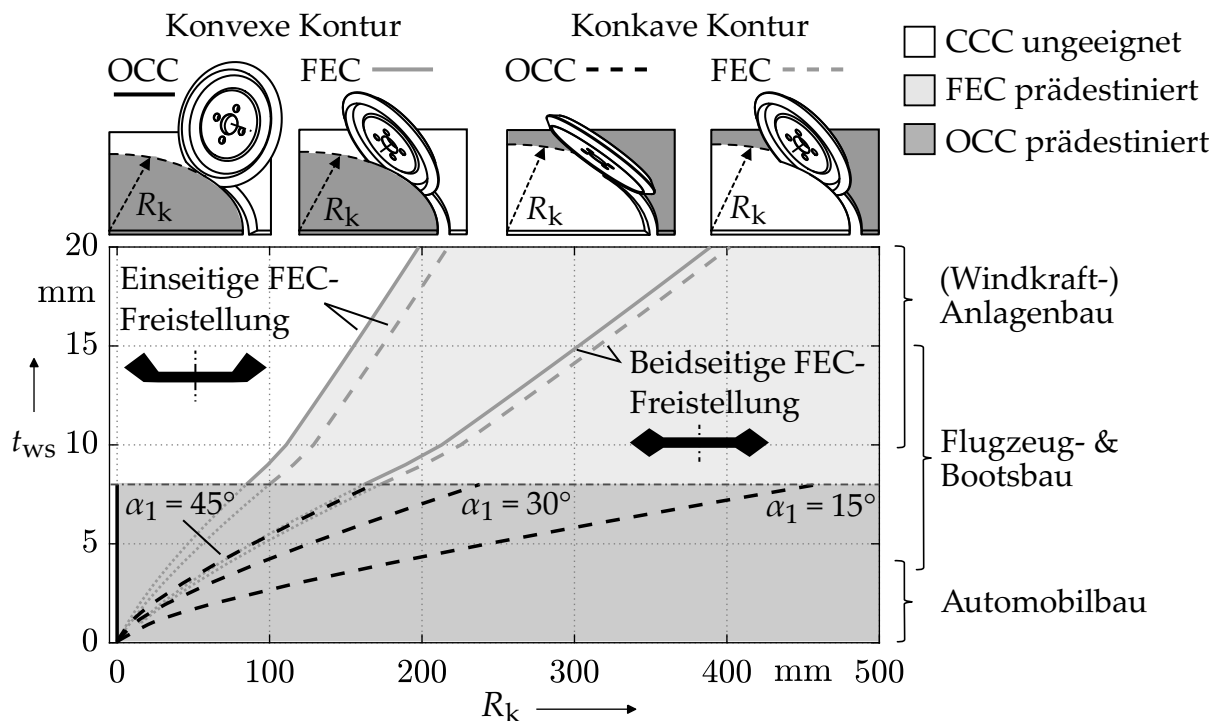 Konvexe Kontur
Konkave Kontur
OCC
FEC
OCC
FEC
CCC ungeeignet
FEC prädestiniert
OCC prädestiniert
R_k
R_k
R_k
R_k
20
mm
15
t_ws
10
5
0
Einseitige FEC-
Freistellung
Beidseitige FEC-
Freistellung
α_1 = 45°
α_1 = 30°
α_1 = 15°
(Windkraft-)
Anlagenbau
Flugzeug- &
Bootsbau
Automobilbau
0 100 200 300 400 mm 500
R_k